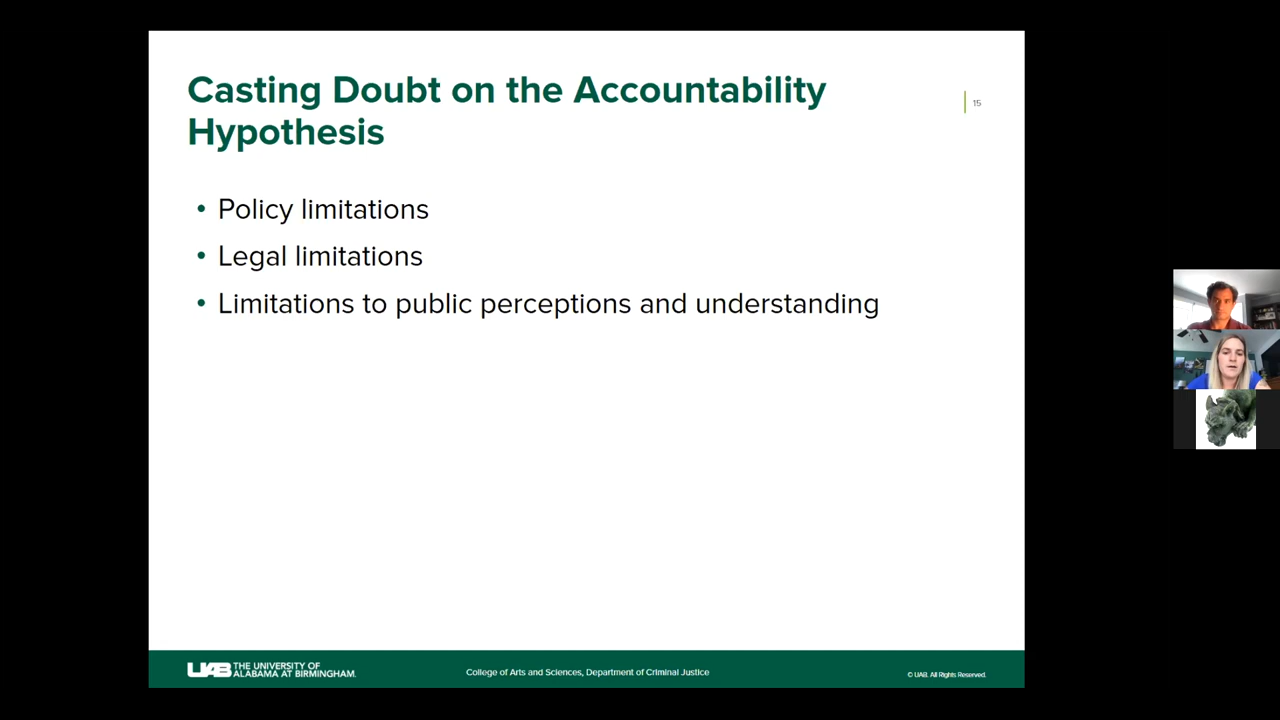 Casting Doubt on the Accountability
Hypothesis
15
• Policy limitations
• Legal limitations
• Limitations to public perceptions and understanding
UAB THE UNIVERSITY OF
ALABAMA AT BIRMINGHAM.
College of Arts and Sciences, Department of Criminal Justice
© UAB. All Rights Reserved.